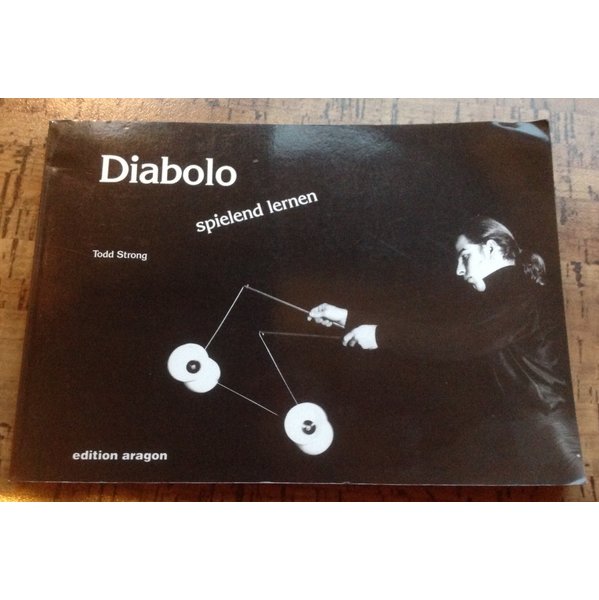 Diabolo
spielend lernen
Todd Strong
edition aragon